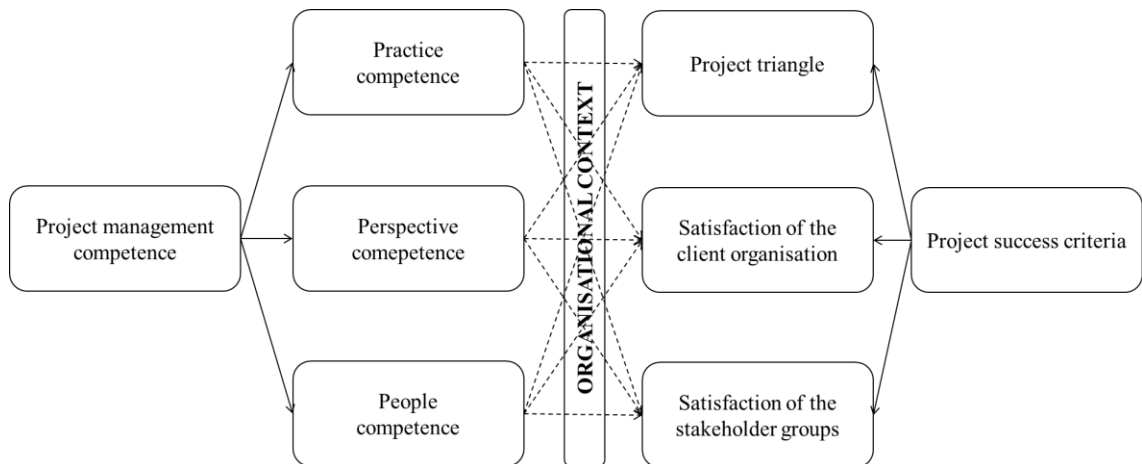 Practice
competence
Project triangle
ORGANISATIONAL CONTEXT
Project management
competence
Perspective
comepetence
Satisfaction of the
client organisation
Project success criteria
People
competence
Satisfaction of the
stakeholder groups